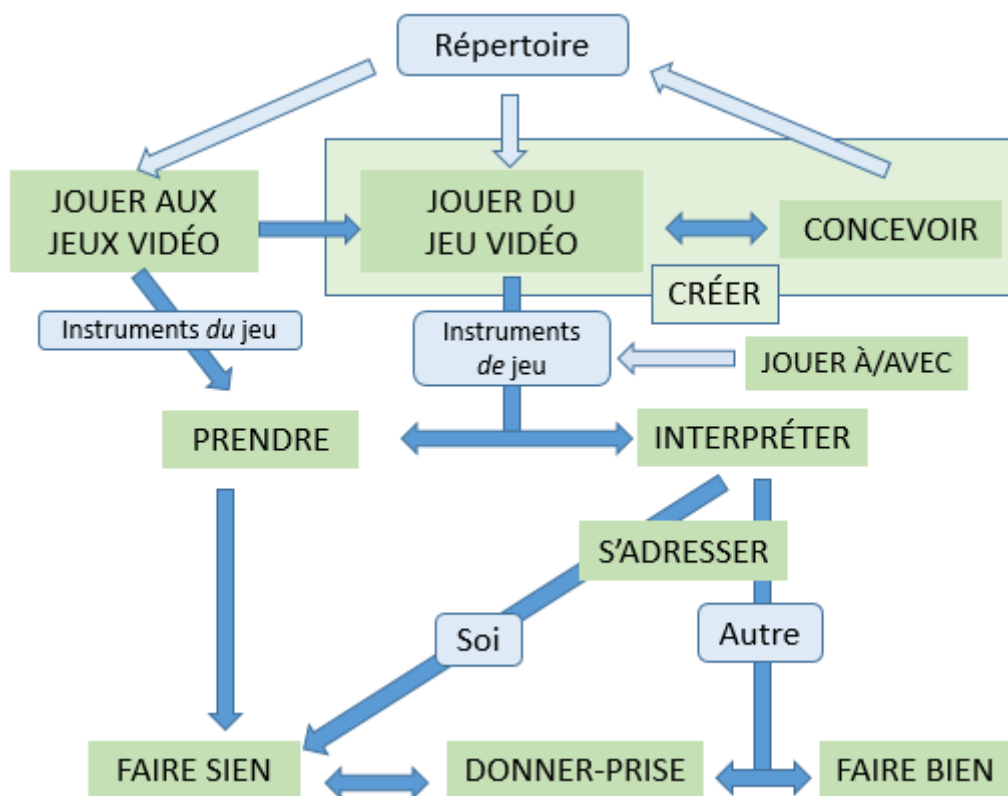 Répertoire
JOUER AUX
JEUX VIDÉO
JOUER DU
JEU VIDÉO
CONCEVOIR
CRÉER
Instruments du jeu
Instruments
de jeu
JOUER À/AVEC
PRENDRE
INTERPRÉTER
S’ADRESSER
Soi
Autre
FAIRE SIEN
DONNER-PRISE
FAIRE BIEN